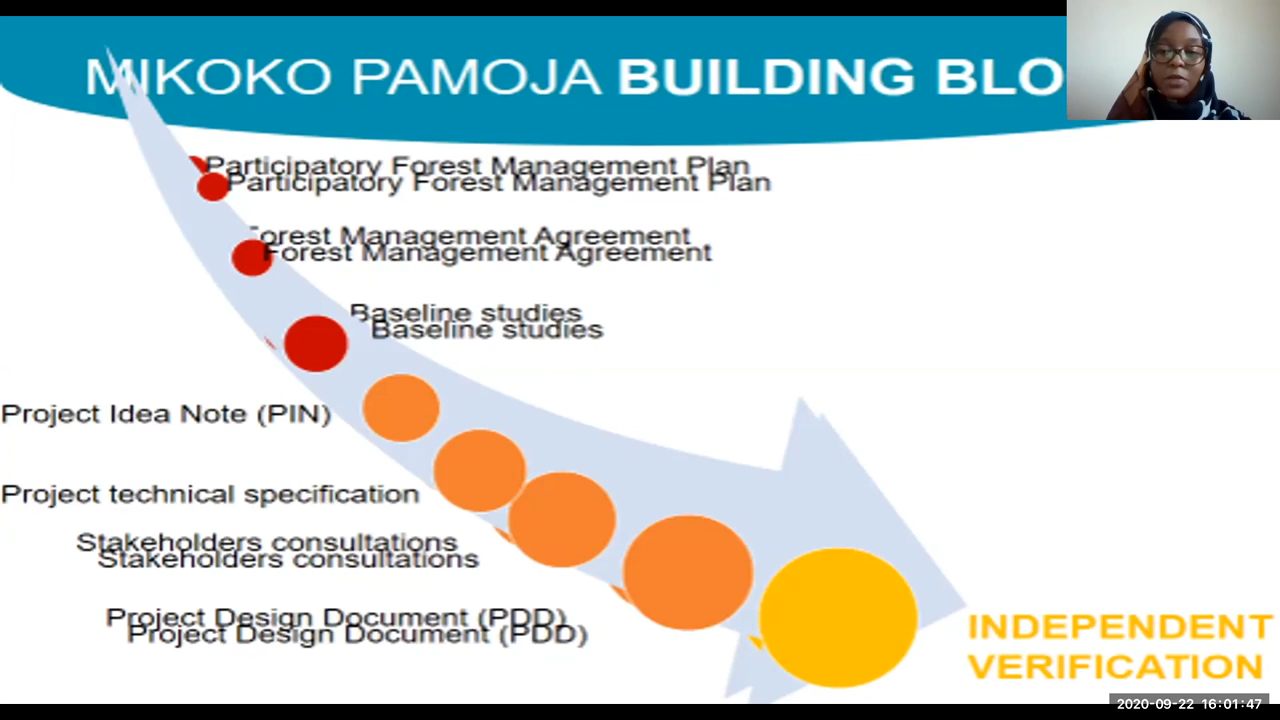 MIKOKO PAMOJA BUILDING BLO
Participatory Forest Management Plan
Participatory Forest Management Plan
Forest Management Agreement
Forest Management Agreement
Baseline studies
Baseline studies
Project Idea Note (PIN)
Project technical specification
Stakeholders consultations
Stakeholders consultations
Project Design Document (PDD)
Project Design Document (PDD)
INDEPENDENT
VERIFICATION
2020-09-22 16:01:47